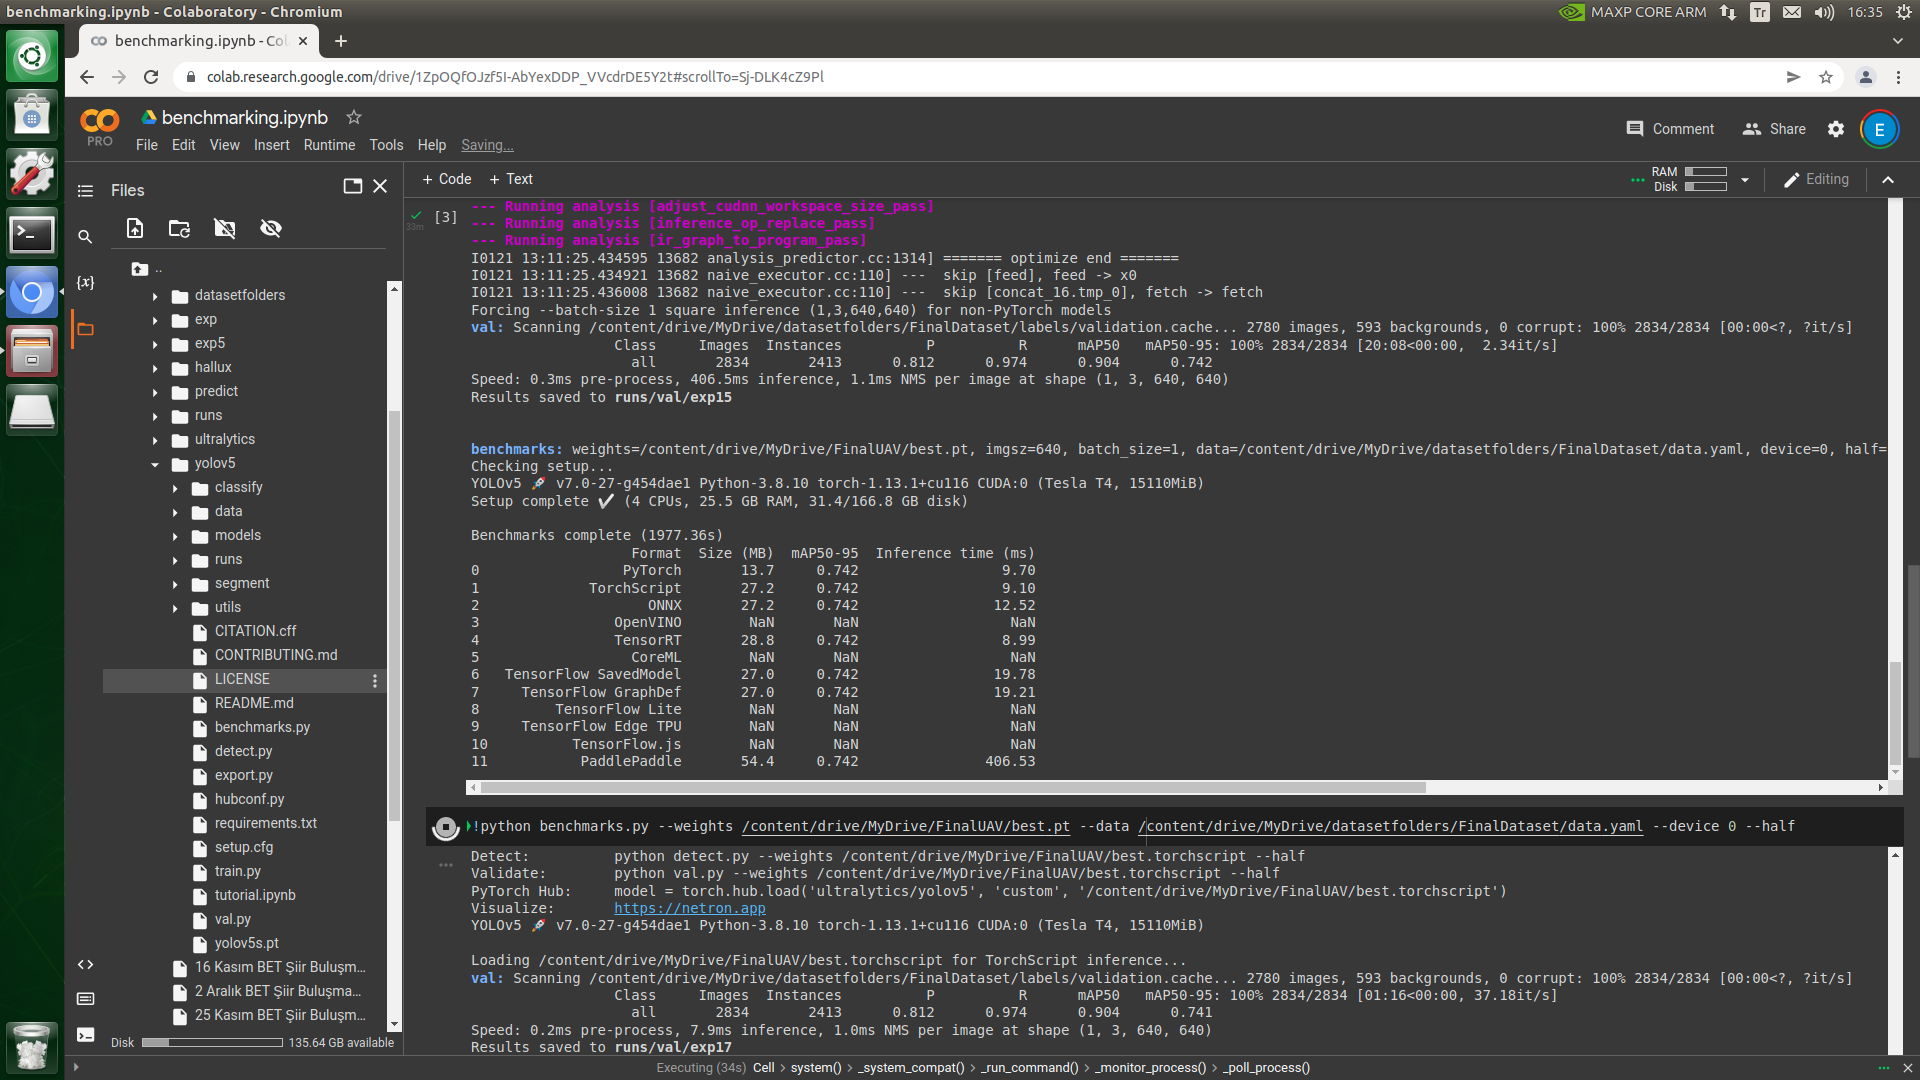 benchmarking.ipynb - Colaboratory - Chromium
MAXP CORE ARM Tr 16:35
benchmarking.ipynb - Col
colab.research.google.com/drive/1ZpOQfOJzf5I-AbYexDDP_VVcdrDE5Y2t#scrollTo=Sj-DLK4cZ9Pl
PRO
benchmarking.ipynb
File Edit View Insert Runtime Tools Help Saving...
Comment Share E
Files
+ Code + Text
RAM
Disk
Editing
..
datasetfolders
exp
exp5
hallux
predict
runs
ultralytics
yolov5
classify
data
models
runs
segment
utils
CITATION.cff
CONTRIBUTING.md
LICENSE
README.md
benchmarks.py
detect.py
export.py
hubconf.py
requirements.txt
setup.cfg
train.py
tutorial.ipynb
val.py
yolov5s.pt
16 Kasım BET Şiir Buluşm...
2 Aralık BET Şiir Buluşma...
25 Kasım BET Şiir Buluşm...
Disk 135.64 GB available
[3]
33m
--- Running analysis [adjust_cudnn_workspace_size_pass]
--- Running analysis [inference_op_replace_pass]
--- Running analysis [ir_graph_to_program_pass]
I0121 13:11:25.434595 13682 analysis_predictor.cc:1314] ======= optimize end =======
I0121 13:11:25.434921 13682 naive_executor.cc:110] --- skip [feed], feed -> x0
I0121 13:11:25.436008 13682 naive_executor.cc:110] --- skip [concat_16.tmp_0], fetch -> fetch
Forcing --batch-size 1 square inference (1,3,640,640) for non-PyTorch models
val: Scanning /content/drive/MyDrive/datasetfolders/FinalDataset/labels/validation.cache... 2780 images, 593 backgrounds, 0 corrupt: 100% 2834/2834 [00:00<?, ?it/s]
Class Images Instances P R mAP50 mAP50-95: 100% 2834/2834 [20:08<00:00, 2.34it/s]
all 2834 2413 0.812 0.974 0.904 0.742
Speed: 0.3ms pre-process, 406.5ms inference, 1.1ms NMS per image at shape (1, 3, 640, 640)
Results saved to runs/val/exp15
benchmarks: weights=/content/drive/MyDrive/FinalUAV/best.pt, imgsz=640, batch_size=1, data=/content/drive/MyDrive/datasetfolders/FinalDataset/data.yaml, device=0, half=
Checking setup...
YOLOv5 🚀 v7.0-27-g454dae1 Python-3.8.10 torch-1.13.1+cu116 CUDA:0 (Tesla T4, 15110MiB)
Setup complete ✔ (4 CPUs, 25.5 GB RAM, 31.4/166.8 GB disk)
Benchmarks complete (1977.36s)
Format Size (MB) mAP50-95 Inference time (ms)
0 PyTorch 13.7 0.742 9.70
1 TorchScript 27.2 0.742 9.10
2 ONNX 27.2 0.742 12.52
3 OpenVINO NaN NaN NaN
4 TensorRT 28.8 0.742 8.99
5 CoreML NaN NaN NaN
6 TensorFlow SavedModel 27.0 0.742 19.78
7 TensorFlow GraphDef 27.0 0.742 19.21
8 TensorFlow Lite NaN NaN NaN
9 TensorFlow Edge TPU NaN NaN NaN
10 TensorFlow.js NaN NaN NaN
11 PaddlePaddle 54.4 0.742 406.53
!python benchmarks.py --weights /content/drive/MyDrive/FinalUAV/best.pt --data /content/drive/MyDrive/datasetfolders/FinalDataset/data.yaml --device 0 --half
Detect: python detect.py --weights /content/drive/MyDrive/FinalUAV/best.torchscript --half
Validate: python val.py --weights /content/drive/MyDrive/FinalUAV/best.torchscript --half
PyTorch Hub: model = torch.hub.load('ultralytics/yolov5', 'custom', '/content/drive/MyDrive/FinalUAV/best.torchscript')
Visualize: https://netron.app
YOLOv5 🚀 v7.0-27-g454dae1 Python-3.8.10 torch-1.13.1+cu116 CUDA:0 (Tesla T4, 15110MiB)
Loading /content/drive/MyDrive/FinalUAV/best.torchscript for TorchScript inference...
val: Scanning /content/drive/MyDrive/datasetfolders/FinalDataset/labels/validation.cache... 2780 images, 593 backgrounds, 0 corrupt: 100% 2834/2834 [00:00<?, ?it/s]
Class Images Instances P R mAP50 mAP50-95: 100% 2834/2834 [01:16<00:00, 37.18it/s]
all 2834 2413 0.812 0.974 0.904 0.741
Speed: 0.2ms pre-process, 7.9ms inference, 1.0ms NMS per image at shape (1, 3, 640, 640)
Results saved to runs/val/exp17
Executing (34s) Cell > system() > _system_compat() > _run_command() > _monitor_process() > _poll_process()